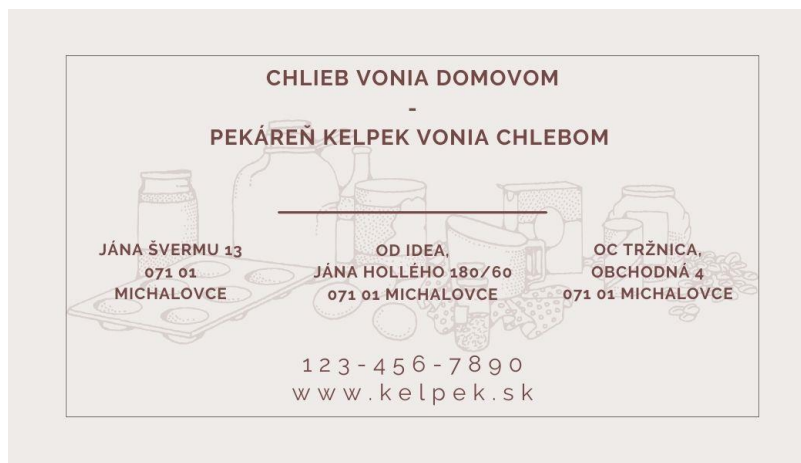 CHLIEB VONIA DOMOVOM
-
PEKÁREŇ KELPEK VONIA CHLEBOM
JÁNA ŠVERMU 13
071 01
MICHALOVCE
OD IDEA,
JÁNA HOLLÉHO 180/60
071 01 MICHALOVCE
OC TRŽNICA,
OBCHODNÁ 4
071 01 MICHALOVCE
123-456-7890
www.kelpek.sk